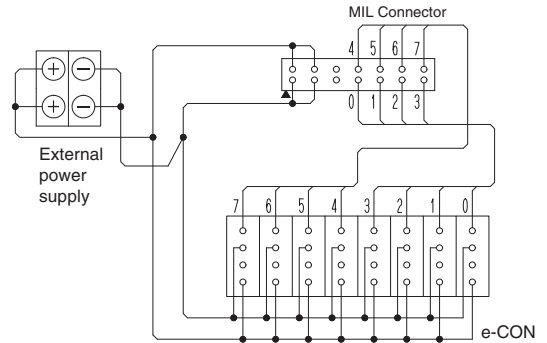 MIL Connector
4 5 6 7
+ − + −
0 1 2 3
External
power
supply
7 6 5 4 3 2 1 0
e-CON